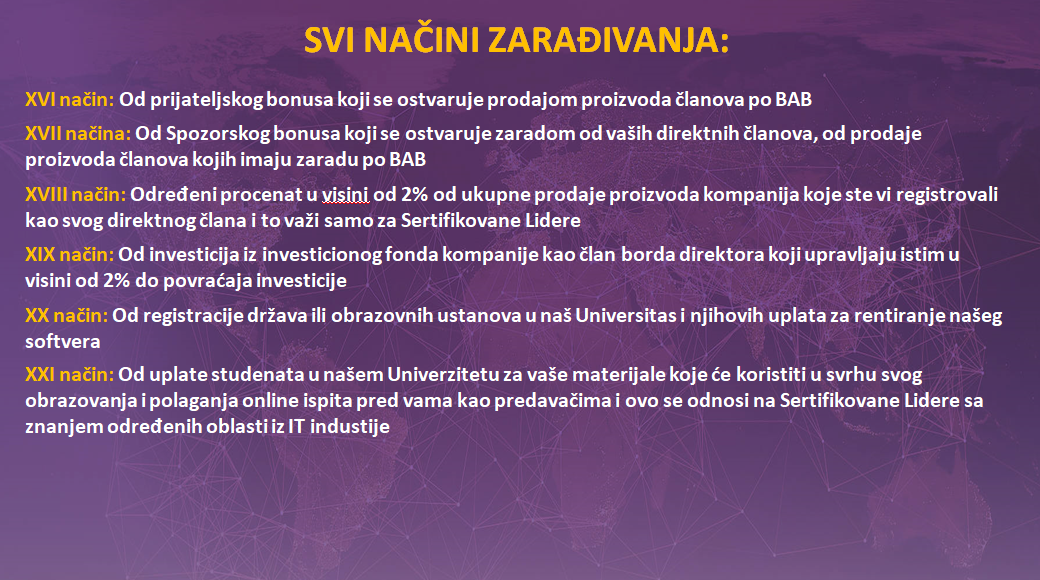 SVI NAČINI ZARAĐIVANJA:
XVI način: Od prijateljskog bonusa koji se ostvaruje prodajom proizvoda članova po BAB
XVII načina: Od Spozorskog bonusa koji se ostvaruje zaradom od vaših direktnih članova, od prodaje
proizvoda članova kojih imaju zaradu po BAB
XVIII način: Određeni procenat u visini od 2% od ukupne prodaje proizvoda kompanija koje ste vi registrovali
kao svog direktnog člana i to važi samo za Sertifikovane Lidere
XIX način: Od investicija iz investicionog fonda kompanije kao član borda direktora koji upravljaju istim u
visini od 2% do povraćaja investicije
XX način: Od registracije država ili obrazovnih ustanova u naš Universitas i njihovih uplata za rentiranje našeg
softvera
XXI način: Od uplate studenata u našem Univerzitetu za vaše materijale koje će koristiti u svrhu svog
obrazovanja i polaganja online ispita pred vama kao predavačima i ovo se odnosi na Sertifikovane Lidere sa
znanjem određenih oblasti iz IT industije